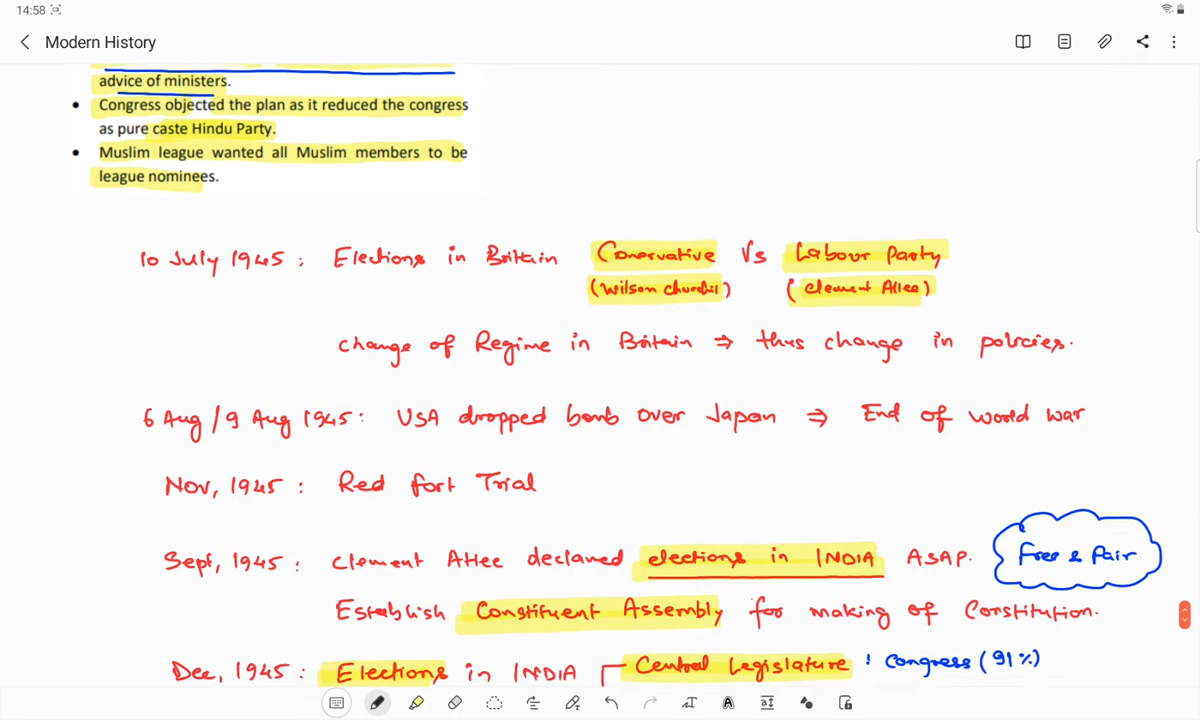 14:58
Modern History
advice of ministers.
• Congress objected the plan as it reduced the congress
as pure caste Hindu Party.
• Muslim league wanted all Muslim members to be
league nominees.
10 July 1945 : Elections in Britain Conservative Vs Labour Party
(Wilson Churchil) (Clement Atlee)
Change of Regime in Britain ⇒ thus change in policies.
6 Aug / 9 Aug 1945 : USA dropped bomb over Japan ⇒ End of world war
Nov, 1945 : Red fort Trial
Sept, 1945 : Clement Atlee declared elections in INDIA ASAP. Free & fair
Establish Constituent Assembly for making of Constitution.
Dec, 1945 : Elections in INDIA Central Legislature : Congress (91%)